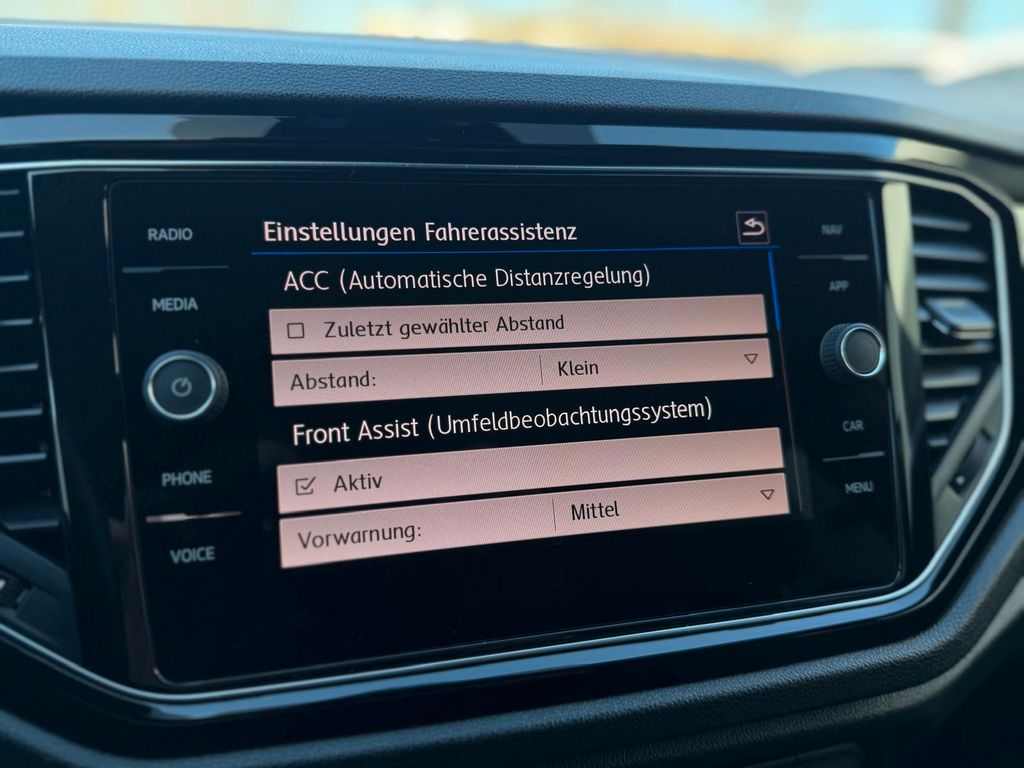 RADIO
MEDIA
PHONE
VOICE
Einstellungen Fahrerassistenz
ACC (Automatische Distanzregelung)
Zuletzt gewählter Abstand
Abstand: Klein
Front Assist (Umfeldbeobachtungssystem)
Aktiv
Vorwarnung: Mittel
NAV
APP
CAR
MENU